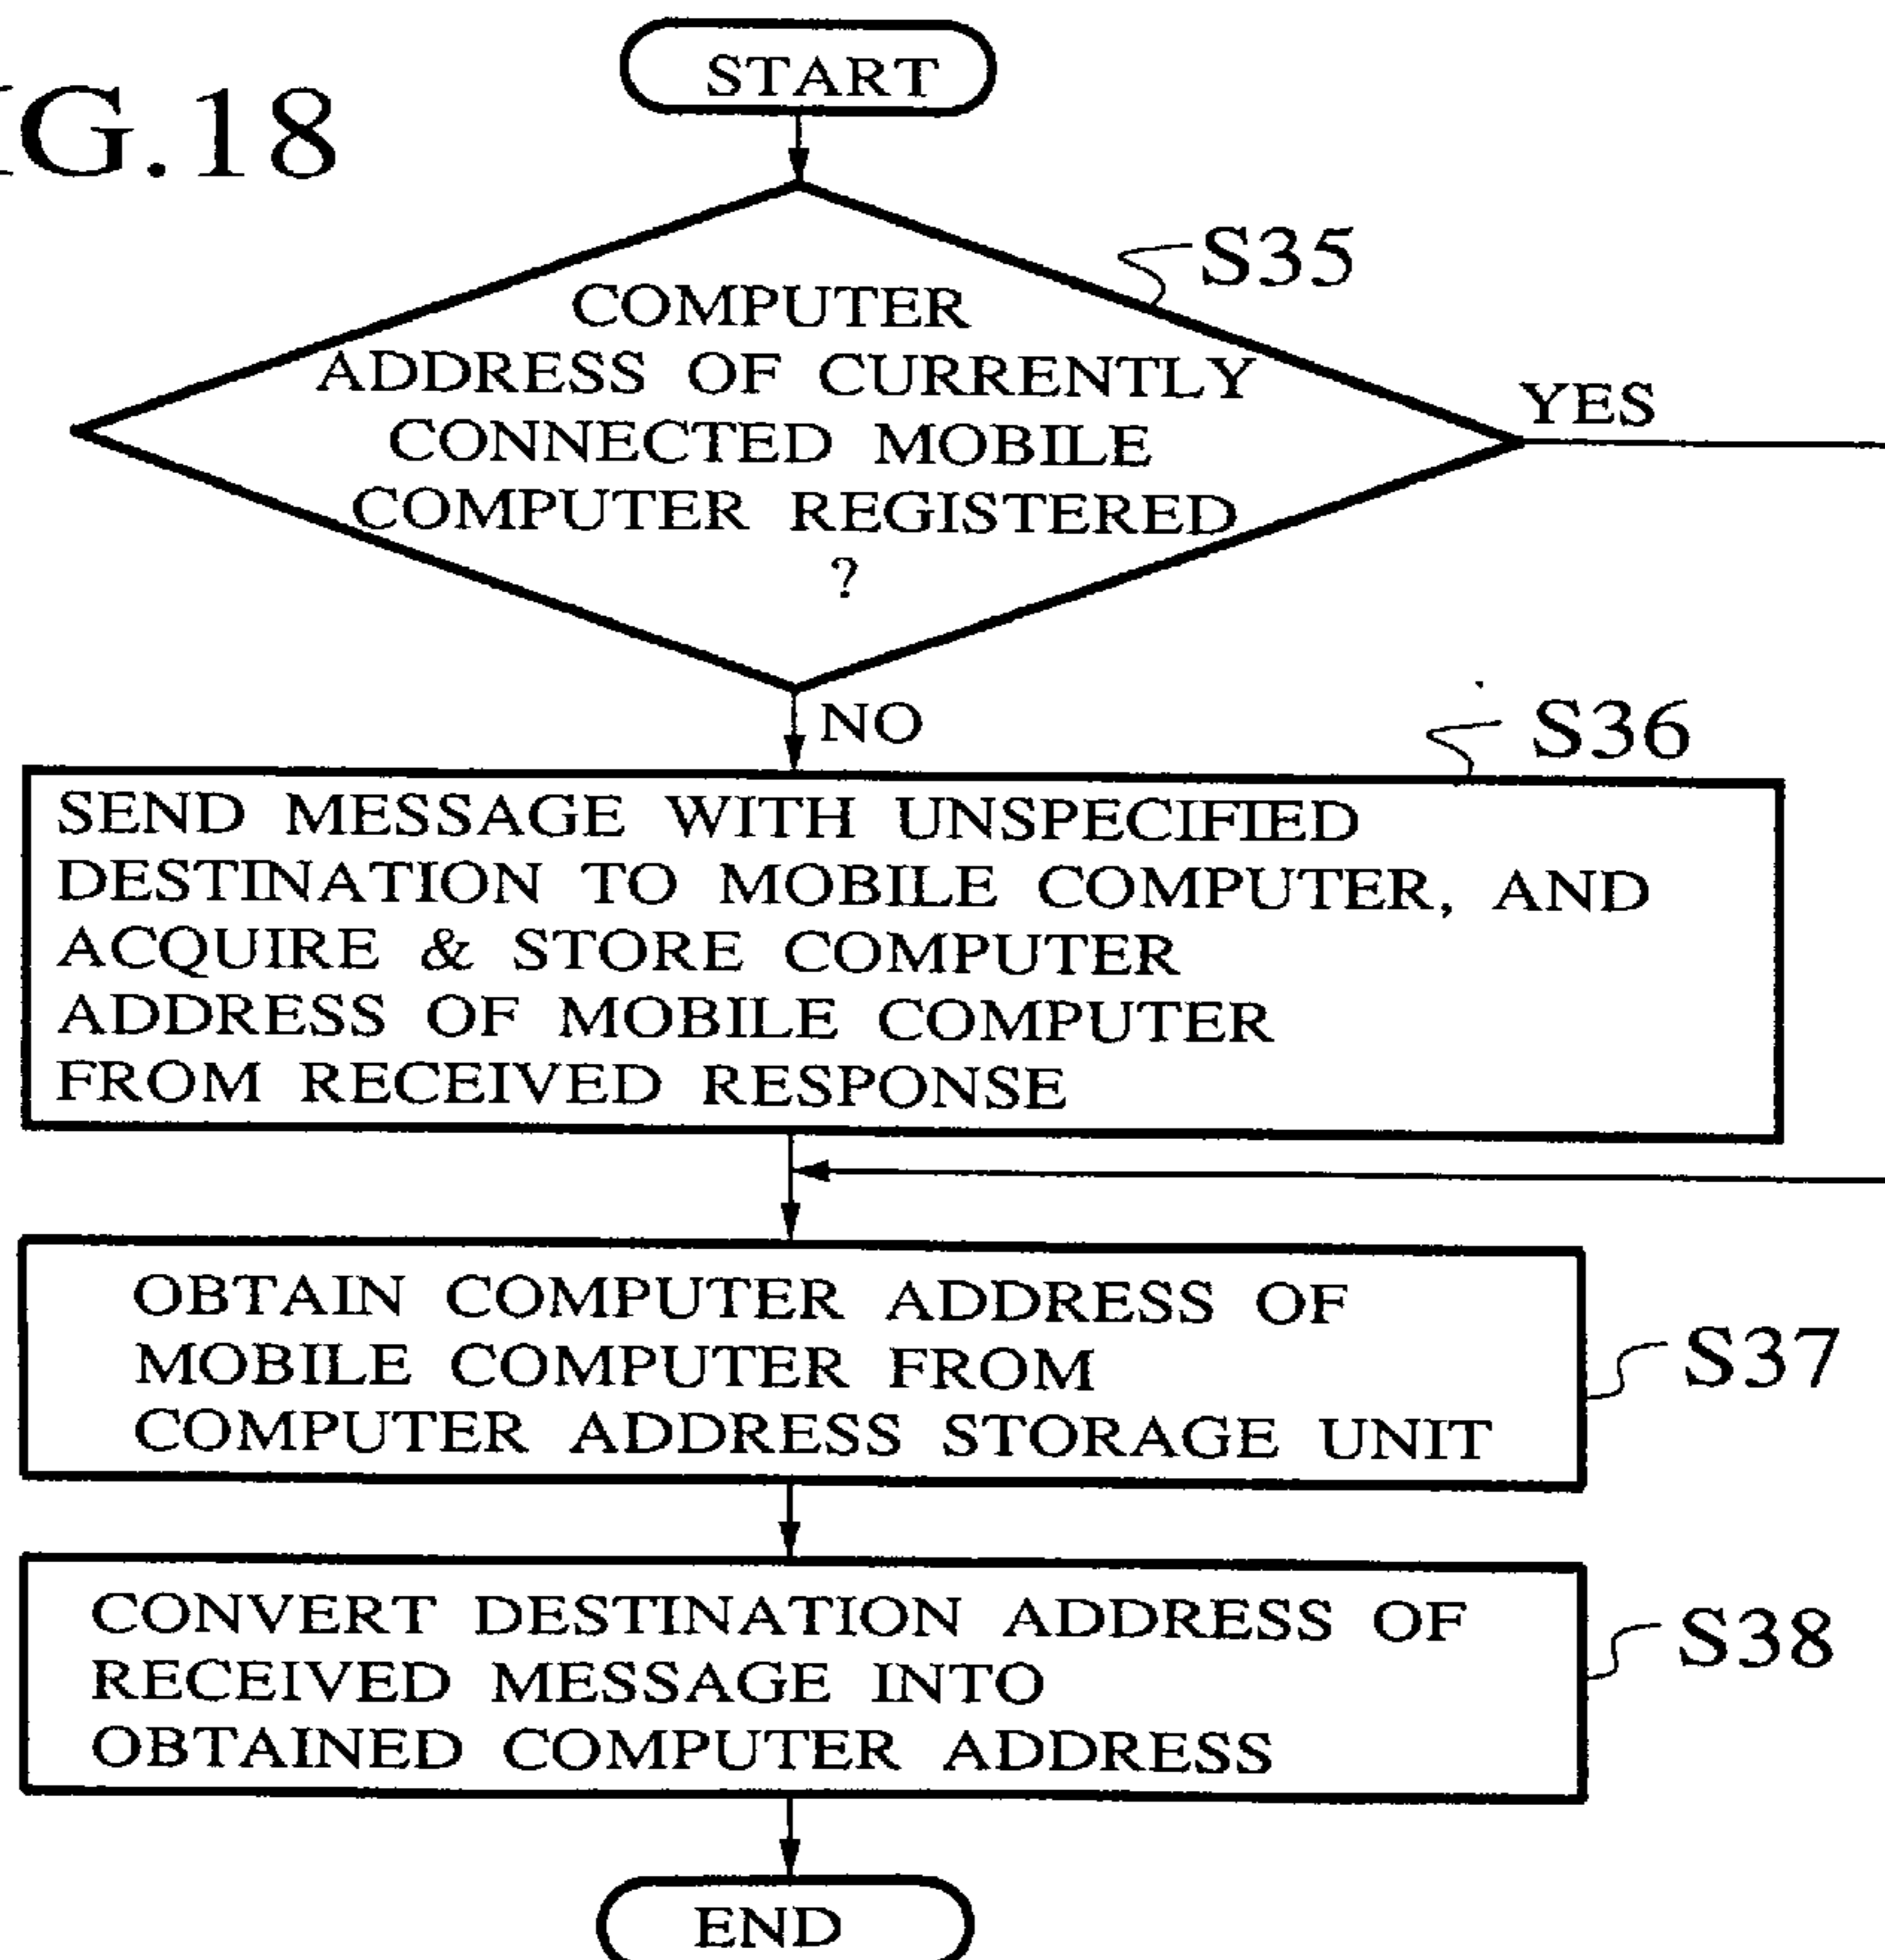 IG.18
START
S35
COMPUTER
ADDRESS OF CURRENTLY
CONNECTED MOBILE
COMPUTER REGISTERED
?
YES
NO
S36
SEND MESSAGE WITH UNSPECIFIED
DESTINATION TO MOBILE COMPUTER, AND
ACQUIRE & STORE COMPUTER
ADDRESS OF MOBILE COMPUTER
FROM RECEIVED RESPONSE
OBTAIN COMPUTER ADDRESS OF
MOBILE COMPUTER FROM
COMPUTER ADDRESS STORAGE UNIT
S37
CONVERT DESTINATION ADDRESS OF
RECEIVED MESSAGE INTO
OBTAINED COMPUTER ADDRESS
S38
END